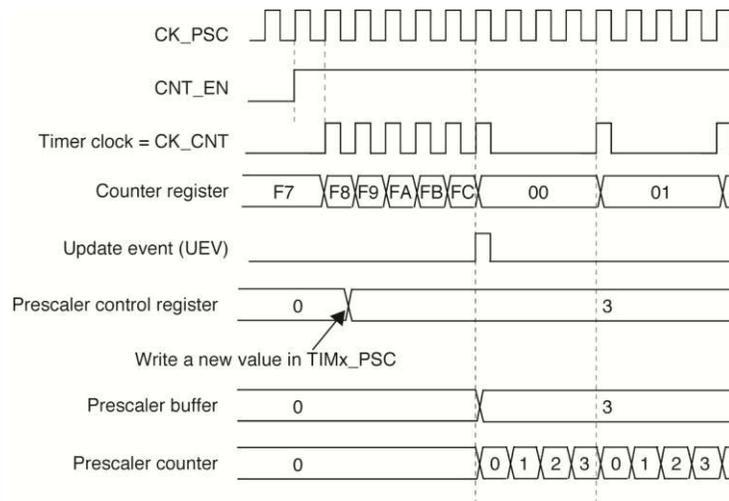 CK_PSC
CNT_EN
Timer clock = CK_CNT
Counter register F7 F8 F9 FA FB FC 00 01
Update event (UEV)
Prescaler control register 0 3
Write a new value in TIMx_PSC
Prescaler buffer 0 3
Prescaler counter 0 0 1 2 3 0 1 2 3